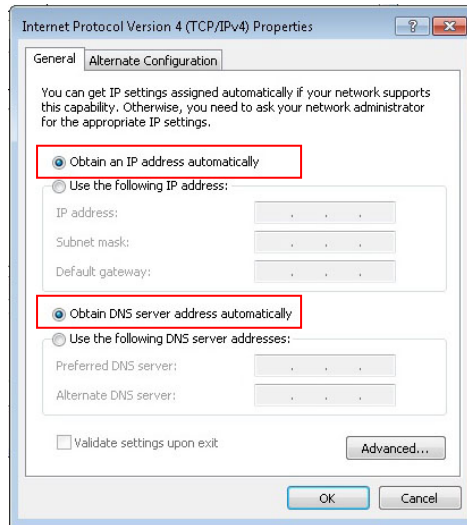 Internet Protocol Version 4 (TCP/IPv4) Properties
General
Alternate Configuration
You can get IP settings assigned automatically if your network supports
this capability. Otherwise, you need to ask your network administrator
for the appropriate IP settings.
Obtain an IP address automatically
Use the following IP address:
IP address:
Subnet mask:
Default gateway:
Obtain DNS server address automatically
Use the following DNS server addresses:
Preferred DNS server:
Alternate DNS server:
Validate settings upon exit
Advanced...
OK
Cancel